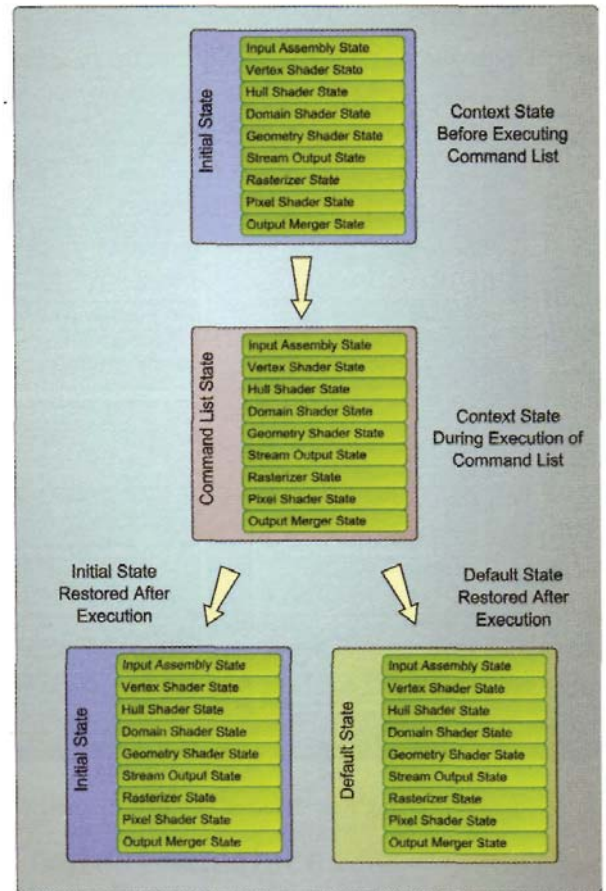 Initial State
Input Assembly State
Vertex Shader State
Hull Shader State
Domain Shader State
Geometry Shader State
Stream Output State
Rasterizer State
Pixel Shader State
Output Merger State
Context State
Before Executing
Command List
Command List State
Input Assembly State
Vertex Shader State
Hull Shader State
Domain Shader State
Geometry Shader State
Stream Output State
Rasterizer State
Pixel Shader State
Output Merger State
Context State
During Execution of
Command List
Initial State
Restored After
Execution
Default State
Restored After
Execution
Initial State
Input Assembly State
Vertex Shader State
Hull Shader State
Domain Shader State
Geometry Shader State
Stream Output State
Rasterizer State
Pixel Shader State
Output Merger State
Default State
Input Assembly State
Vertex Shader State
Hull Shader State
Domain Shader State
Geometry Shader State
Stream Output State
Rasterizer State
Pixel Shader State
Output Merger State